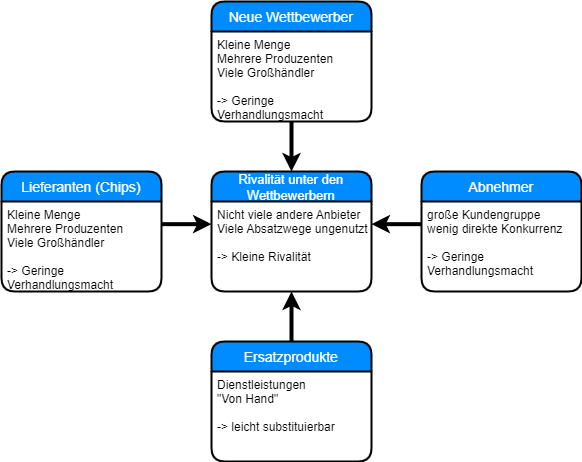 Neue Wettbewerber
Kleine Menge
Mehrere Produzenten
Viele Großhändler
-> Geringe
Verhandlungsmacht
Lieferanten (Chips)
Kleine Menge
Mehrere Produzenten
Viele Großhändler
-> Geringe
Verhandlungsmacht
Rivalität unter den
Wettbewerbern
Nicht viele andere Anbieter
Viele Absatzwege ungenutzt
-> Kleine Rivalität
Abnehmer
große Kundengruppe
wenig direkte Konkurrenz
-> Geringe
Verhandlungsmacht
Ersatzprodukte
Dienstleistungen
"Von Hand"
-> leicht substituierbar